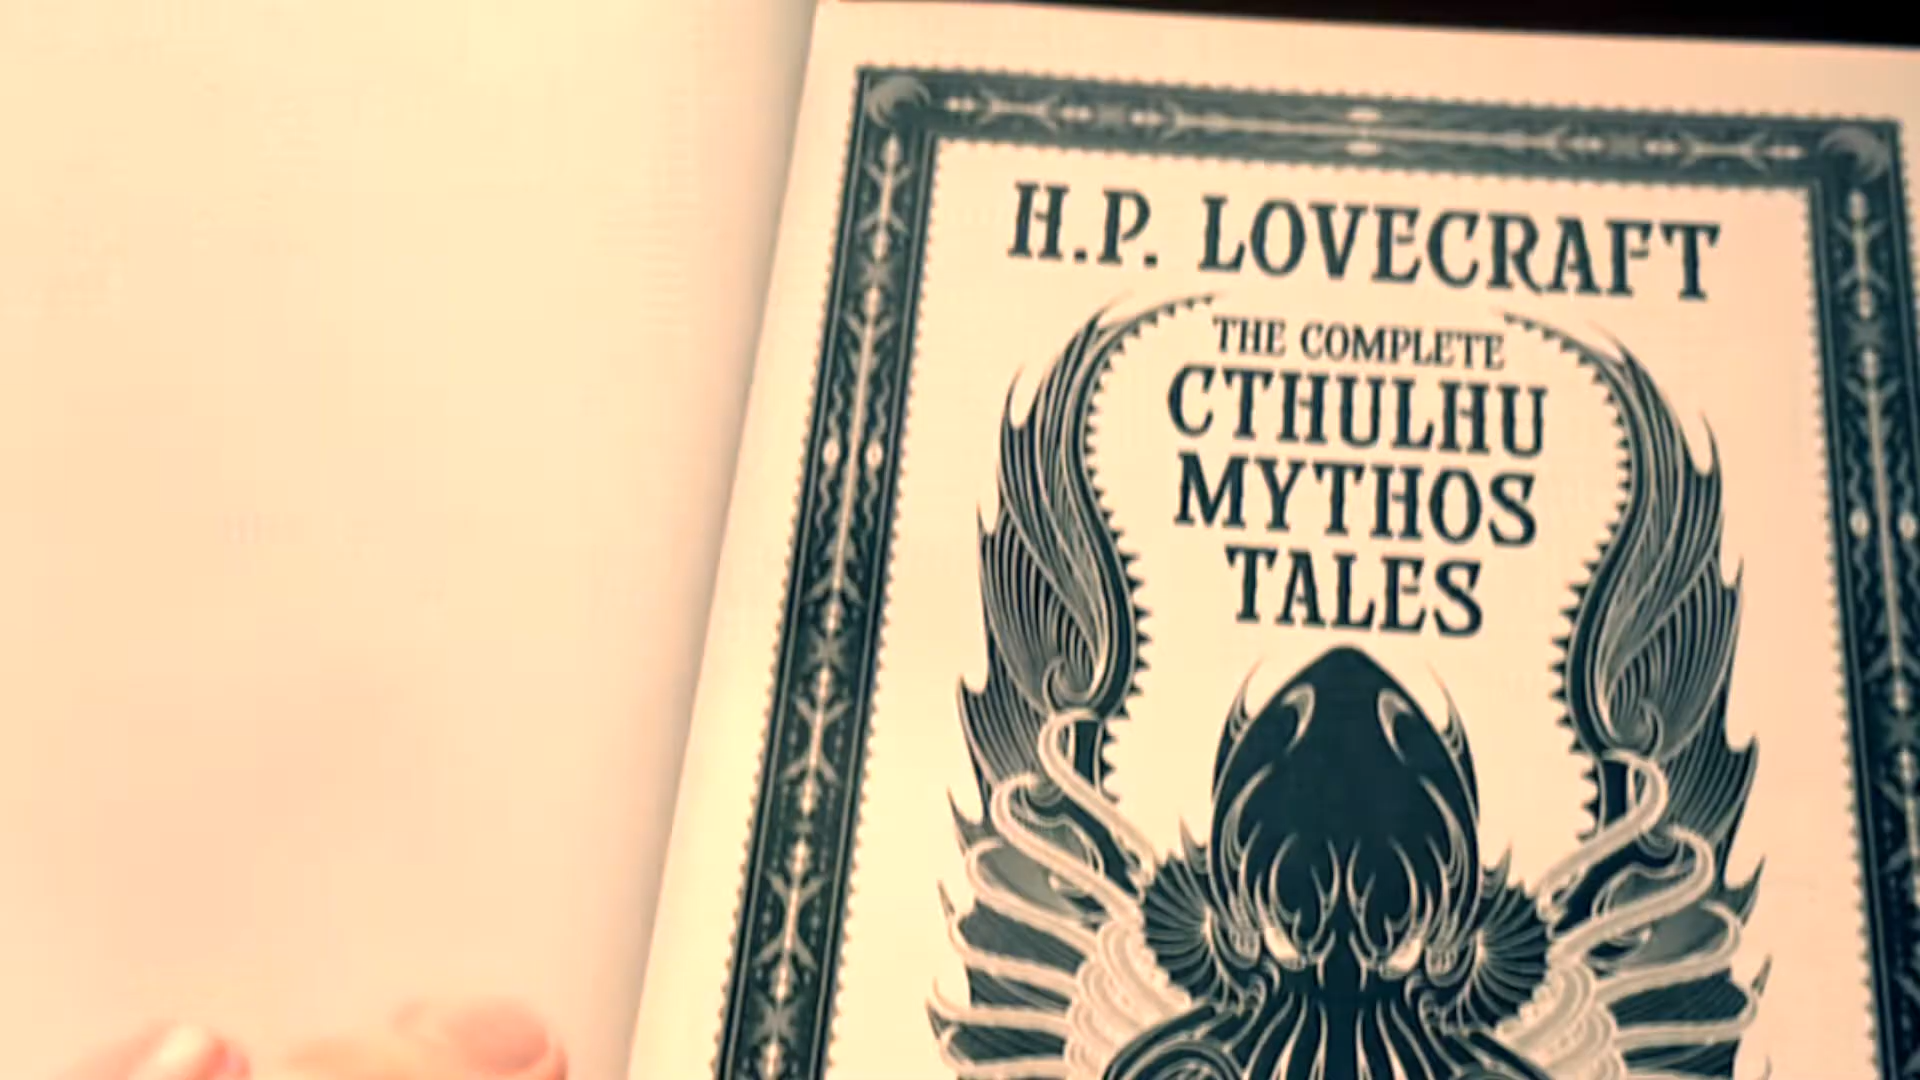 H.P. LOVECRAFT
THE COMPLETE
CTHULHU
MYTHOS
TALES